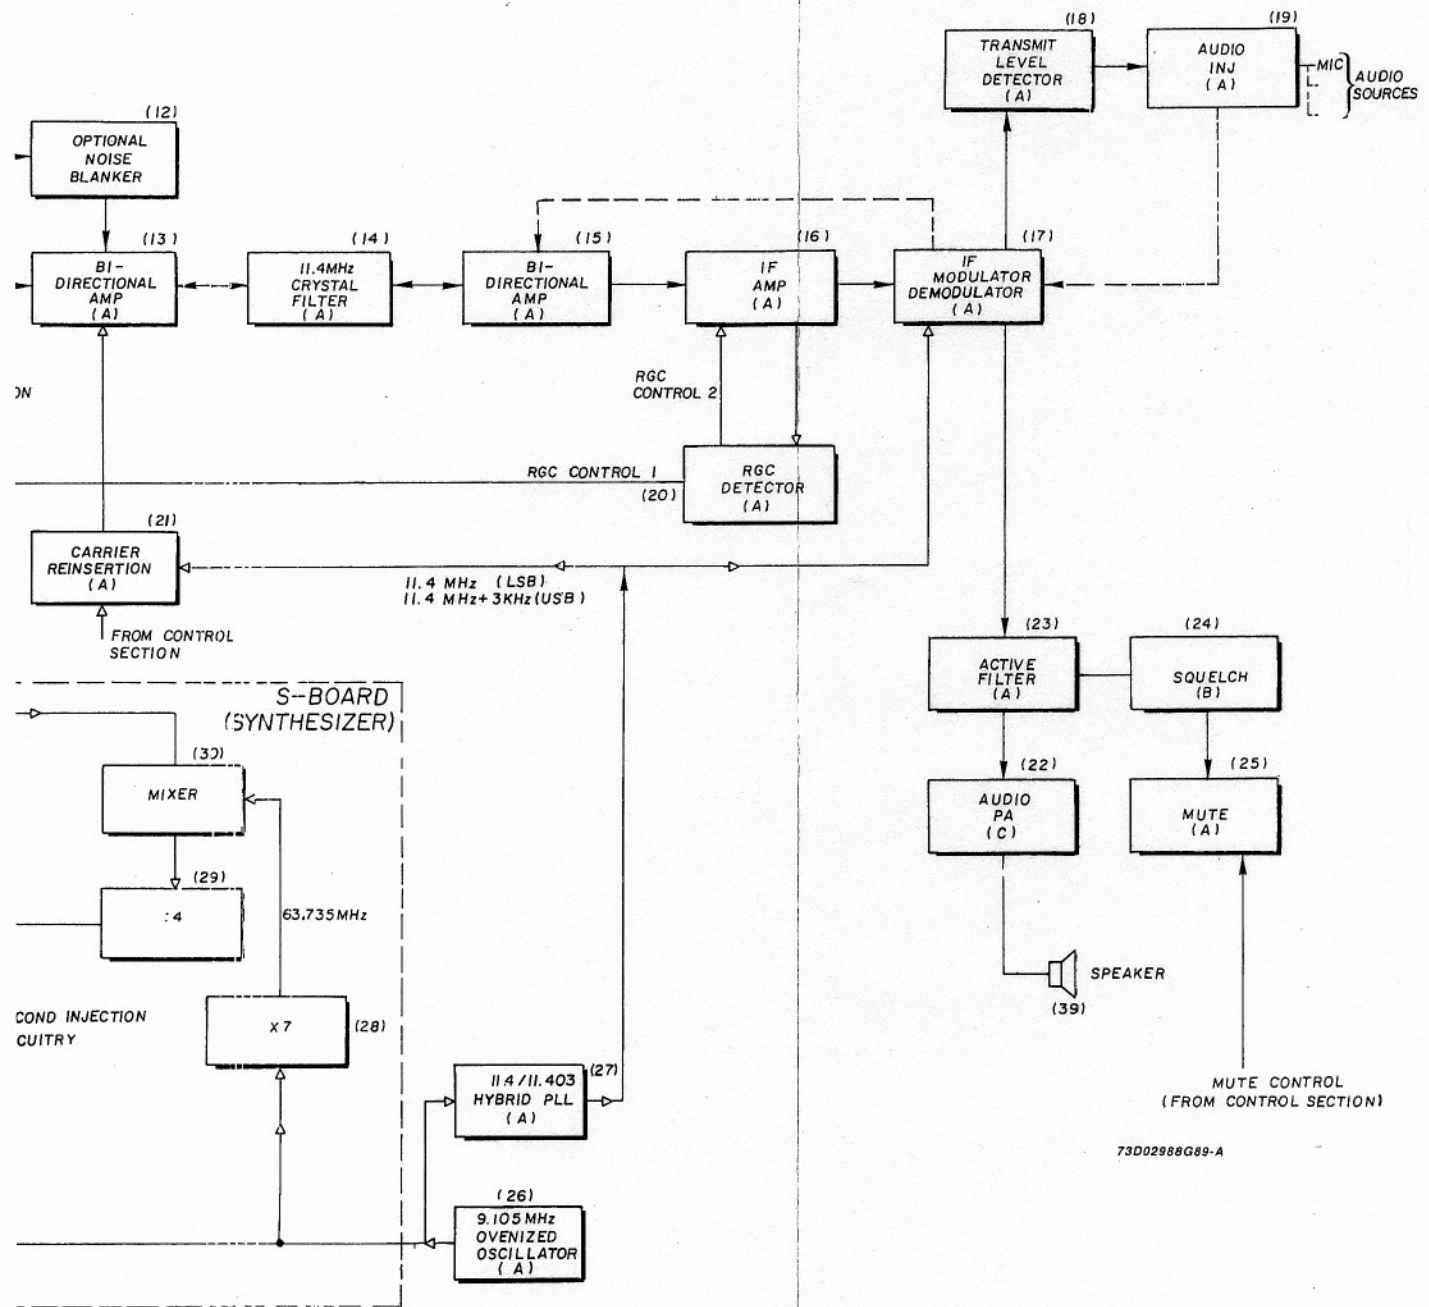 (18)
TRANSMIT
LEVEL
DETECTOR
(A)
(19)
AUDIO
INJ
(A)
MIC
AUDIO
SOURCES
(12)
OPTIONAL
NOISE
BLANKER
(13)
BI-
DIRECTIONAL
AMP
(A)
(14)
11.4MHz
CRYSTAL
FILTER
(A)
(15)
BI-
DIRECTIONAL
AMP
(A)
(16)
IF
AMP
(A)
(17)
IF
MODULATOR
DEMODULATOR
(A)
ON
RGC
CONTROL 2
RGC CONTROL 1
(20)
RGC
DETECTOR
(A)
(21)
CARRIER
REINSERTION
(A)
11.4 MHz (LSB)
11.4 MHz+3KHz(USB)
FROM CONTROL
SECTION
S-BOARD
(SYNTHESIZER)
(30)
MIXER
(29)
:4
63.735MHz
COND INJECTION
CUITRY
X7
(28)
(23)
ACTIVE
FILTER
(A)
(24)
SQUELCH
(B)
(22)
AUDIO
PA
(C)
(25)
MUTE
(A)
SPEAKER
(39)
(27)
11.4/11.403
HYBRID PLL
(A)
(26)
9.105MHz
OVENIZED
OSCILLATOR
(A)
MUTE CONTROL
(FROM CONTROL SECTION)
73D02988G89-A